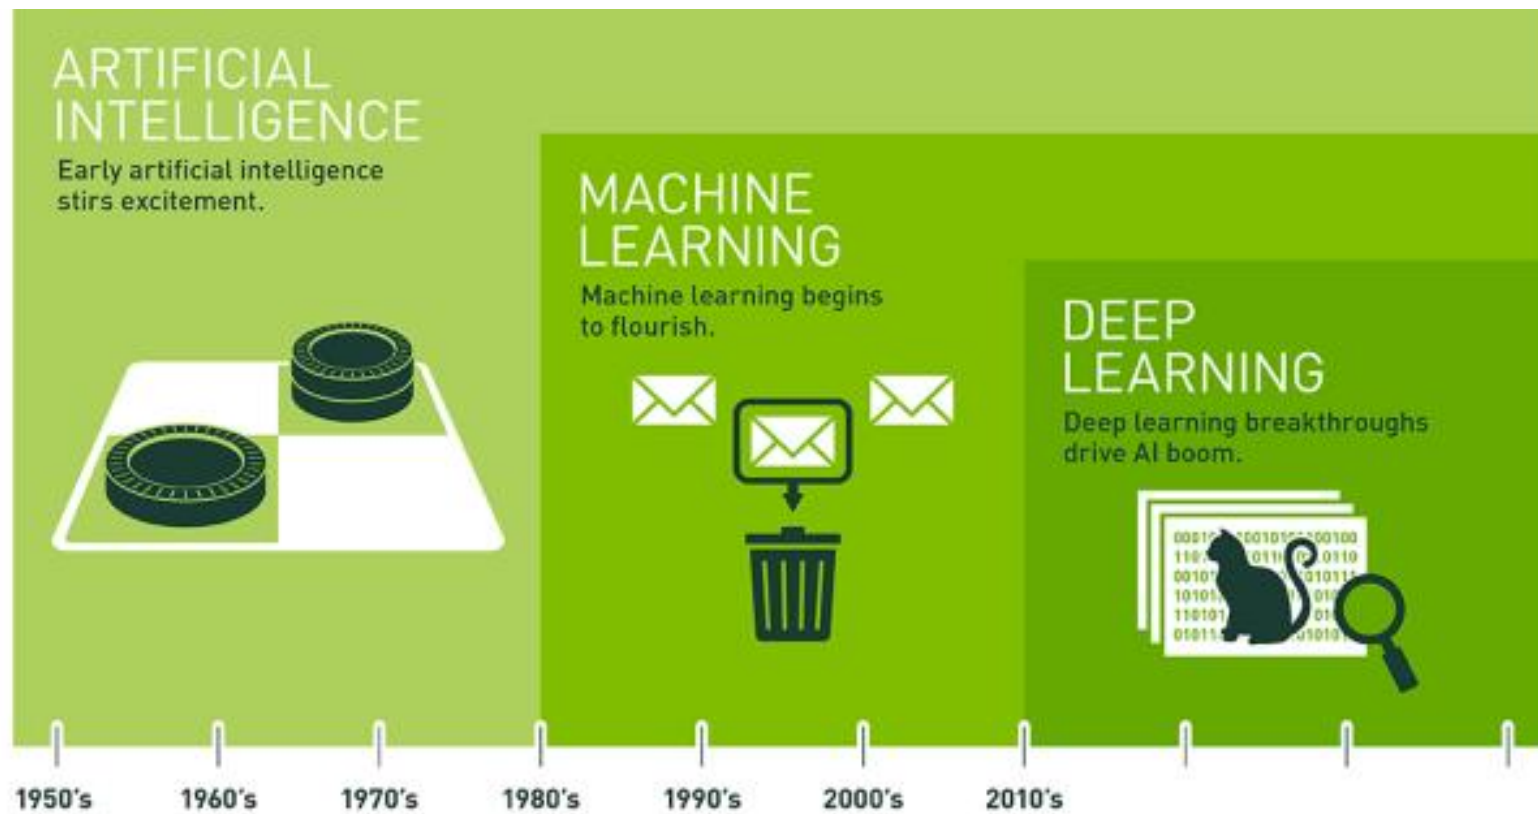 ARTIFICIAL
INTELLIGENCE
Early artificial intelligence
stirs excitement.
MACHINE
LEARNING
Machine learning begins
to flourish.
DEEP
LEARNING
Deep learning breakthroughs
drive AI boom.
1950's 1960's 1970's 1980's 1990's 2000's 2010's